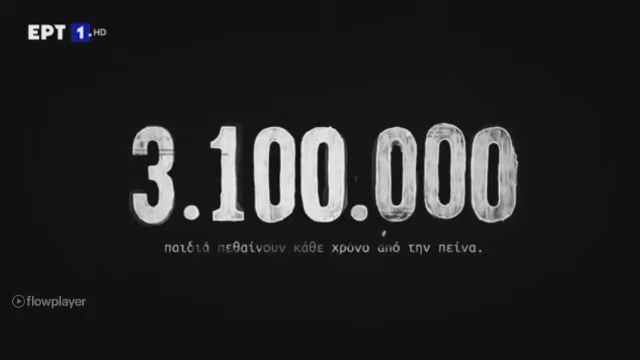 ΕΡΤ 1 HD
3.100.000
παιδιά πεθαίνουν κάθε χρόνο από την πείνα.
flowplayer